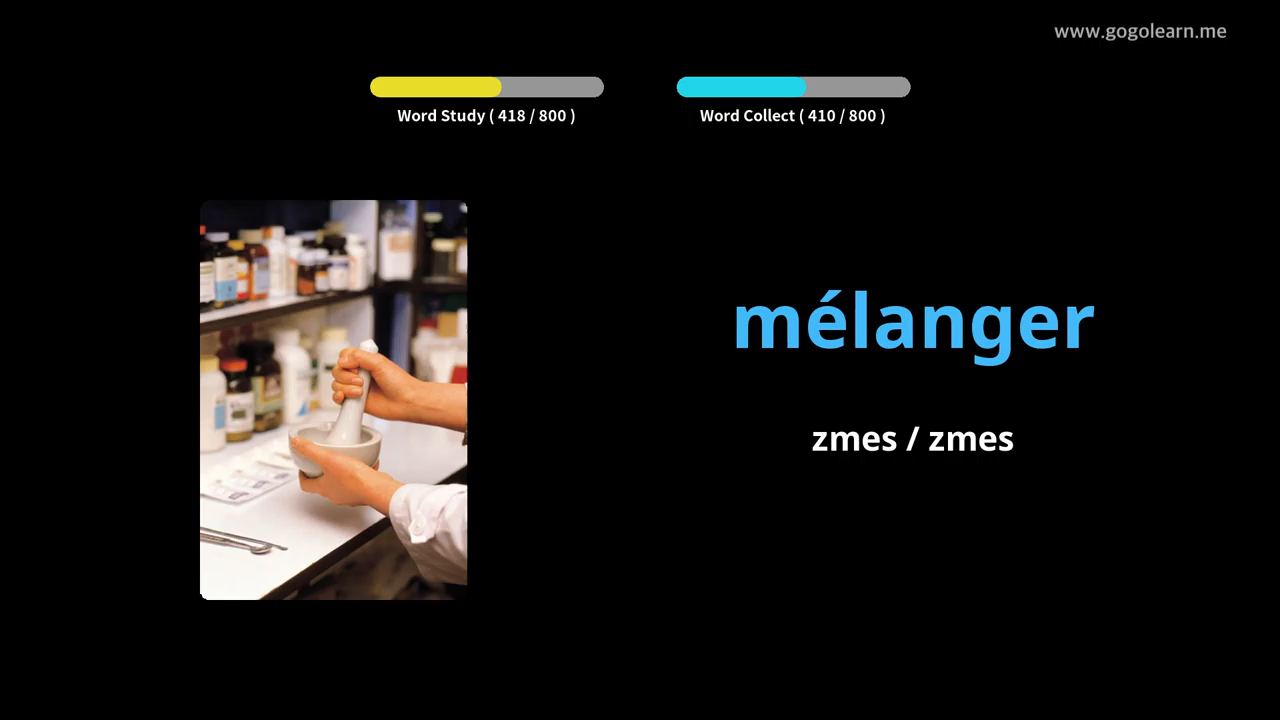 www.gogolearn.me
Word Study ( 418 / 800 )
Word Collect ( 410 / 800 )
mélanger
zmes / zmes